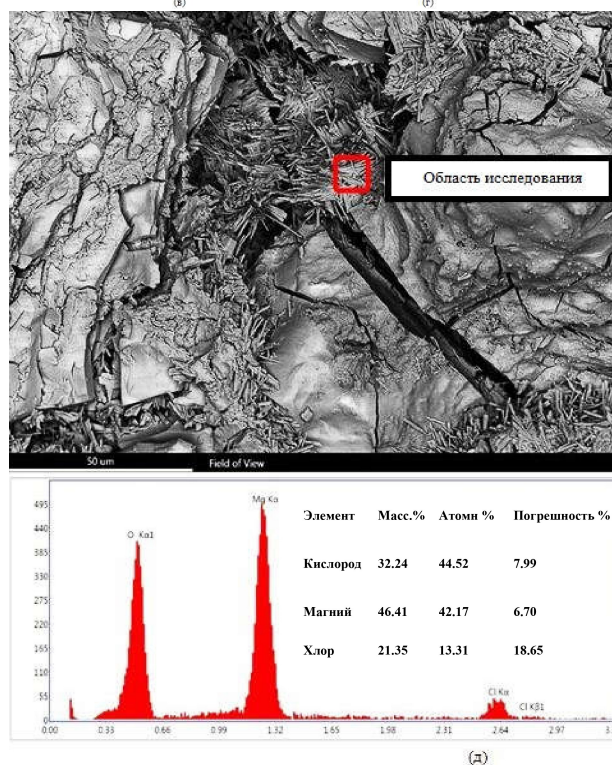 (в) (г)
Область исследования
50 um Field of View
495
440
385
330
275
220
165
110
55
0
O Kα1
Mg Kα
Cl Kα
Cl Kβ1
Элемент Масс.% Атомн % Погрешность %
Кислород 32.24 44.52 7.99
Магний 46.41 42.17 6.70
Хлор 21.35 13.31 18.65
0.00 0.33 0.66 0.99 1.32 1.65 1.98 2.31 2.64 2.97
(д)